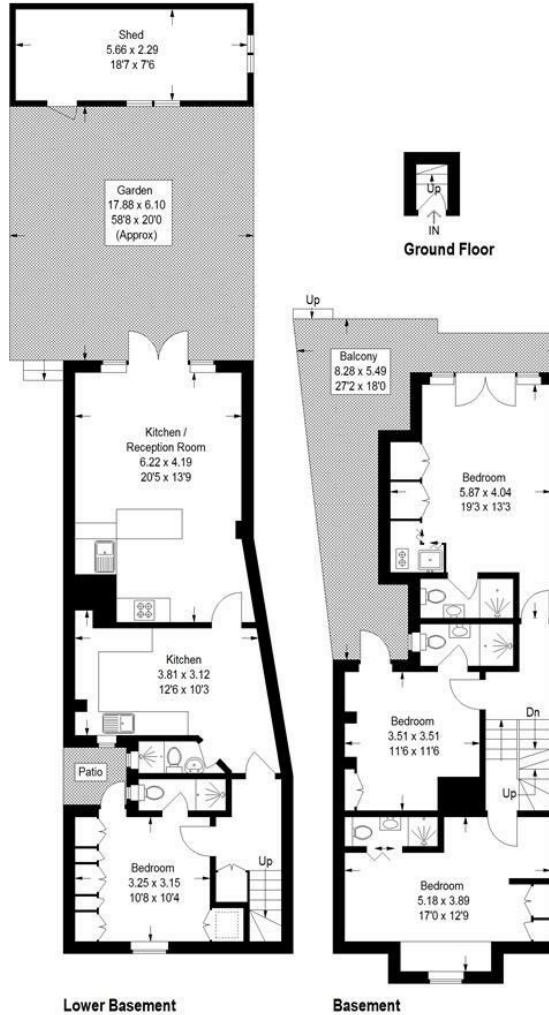 Shed
5.66 x 2.29
18'7 x 7'6
Garden
17.88 x 6.10
58'8 x 20'0
(Approx)
Up
IN
Ground Floor
Kitchen /
Reception Room
6.22 x 4.19
20'5 x 13'9
Kitchen
3.81 x 3.12
12'6 x 10'3
Patio
Bedroom
3.25 x 3.15
10'8 x 10'4
Up
Lower Basement
Up
Balcony
8.28 x 5.49
27'2 x 18'0
Bedroom
5.87 x 4.04
19'3 x 13'3
Bedroom
3.51 x 3.51
11'6 x 11'6
Dn
Up
Bedroom
5.18 x 3.89
17'0 x 12'9
Basement